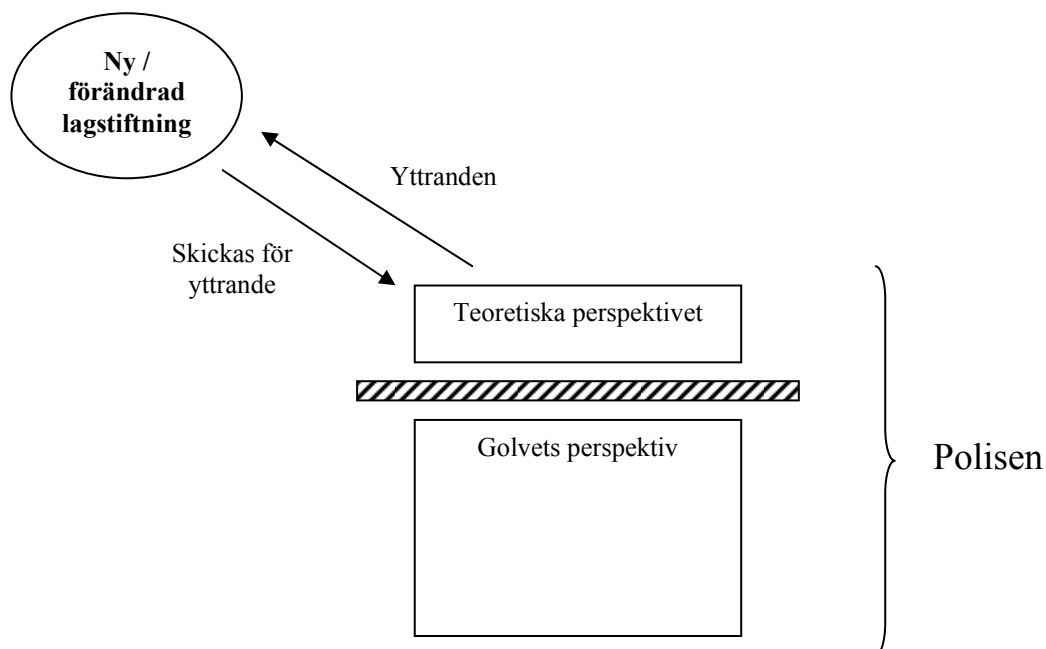 Ny /
förändrad
lagstiftning
Yttranden
Skickas för
yttrande
Teoretiska perspektivet
Golvets perspektiv
Polisen